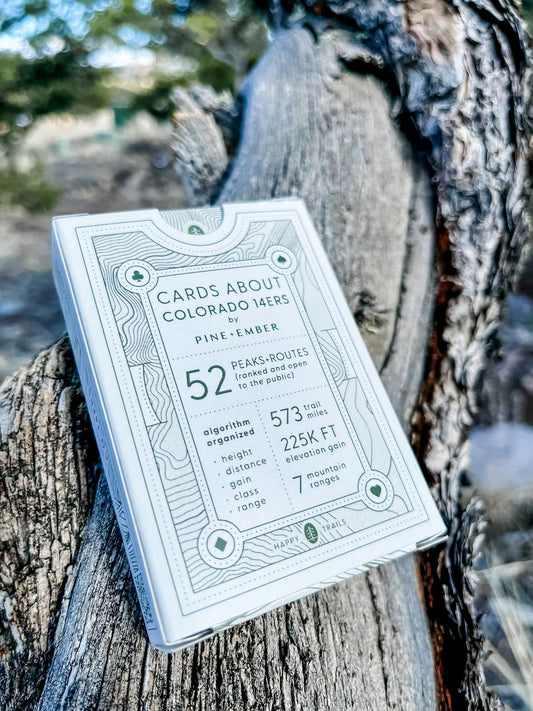 CARDS ABOUT
COLORADO 14ERS
by
PINE + EMBER
52 PEAKS+ROUTES
(ranked and open
to the public)
algorithm
organized
· height
· distance
· gain
· class
· range
573 trail
miles
225K FT
elevation gain
7 mountain
ranges
HAPPY TRAILS